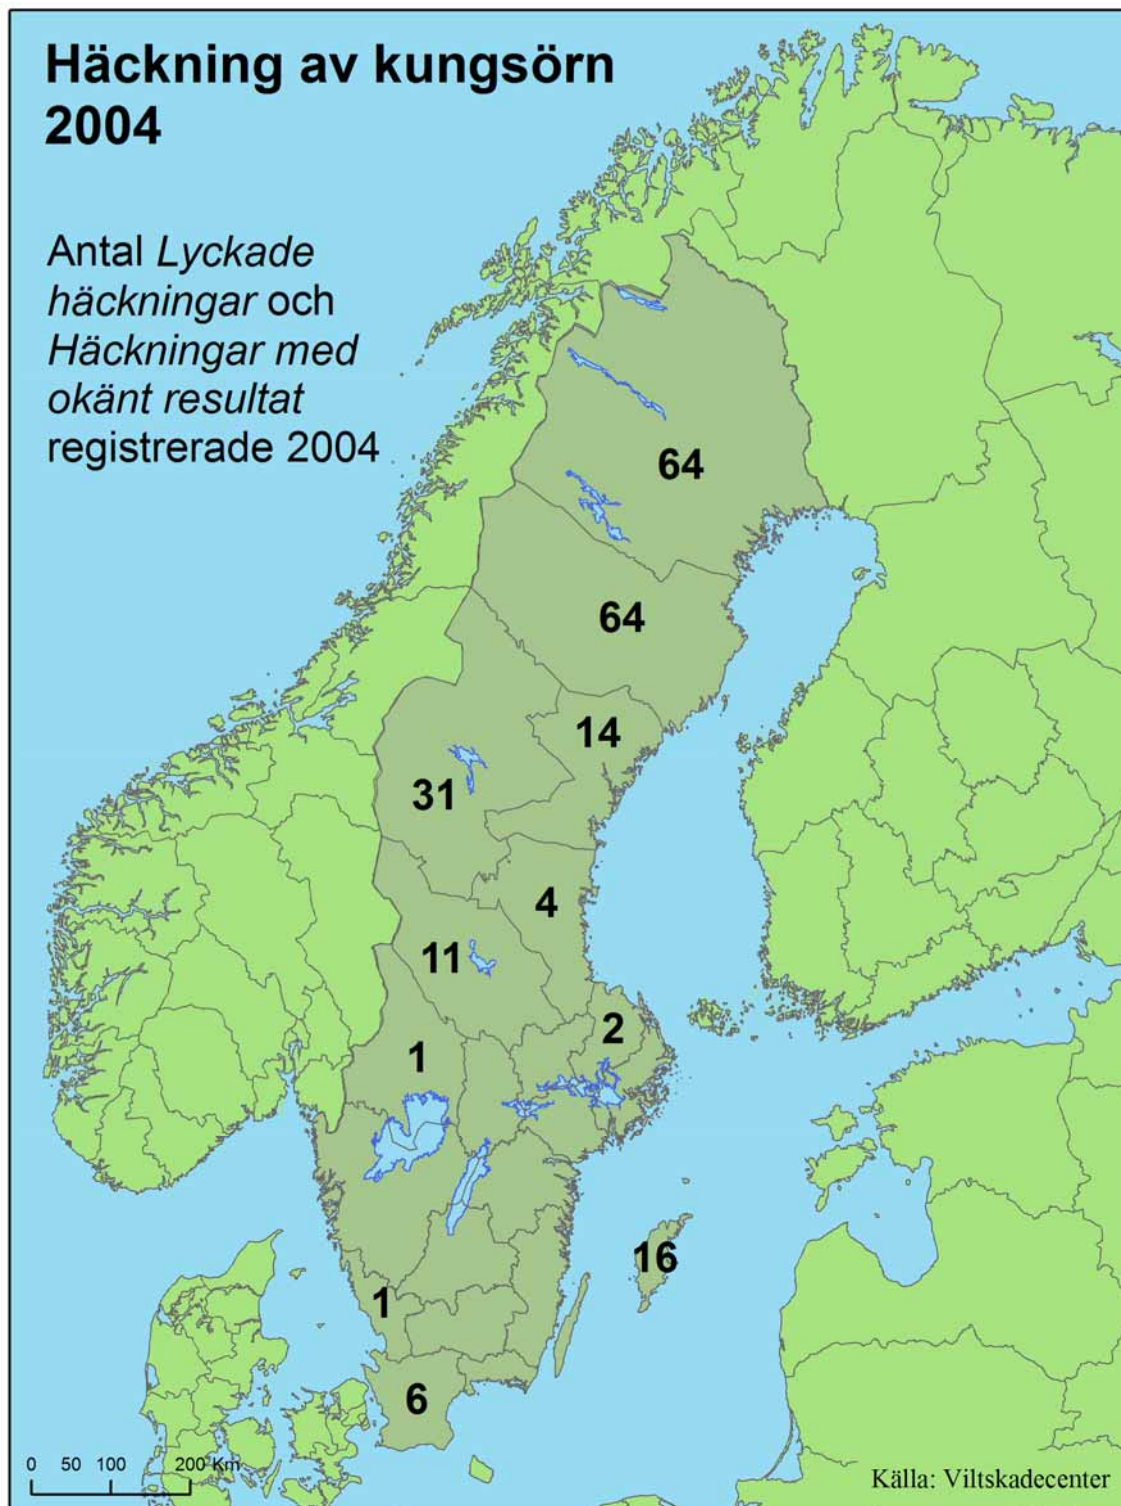 Häckning av kungsörn
2004
Antal Lyckade
häckningar och
Häckningar med
okänt resultat
registrerade 2004
64
64
14
31
4
11
2
1
16
1
6
0 50 100 200 Km
Källa: Viltskadecenter